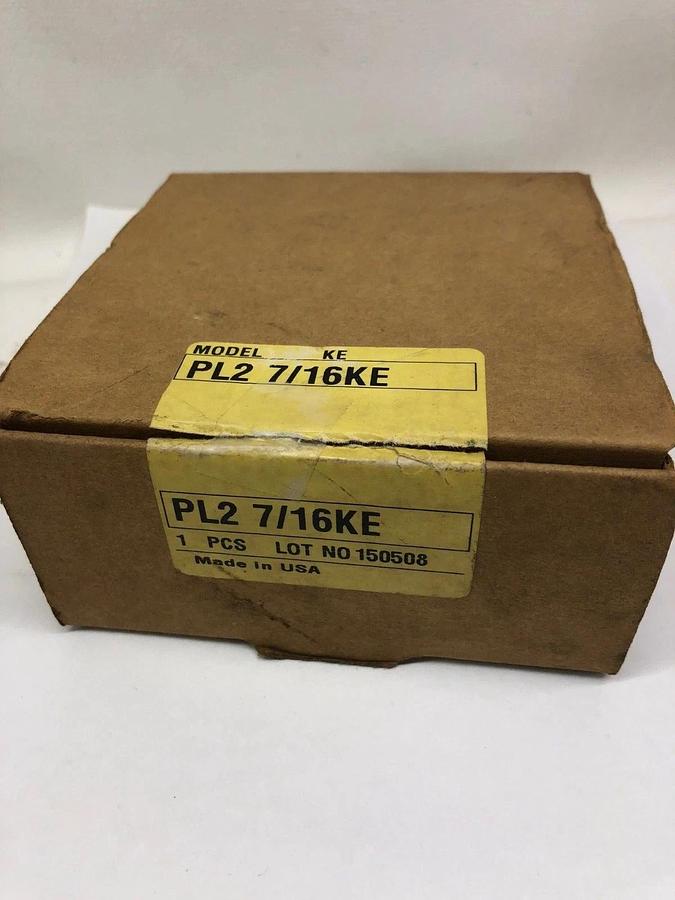 MODEL KE
PL2 7/16KE
PL2 7/16KE
1 PCS LOT NO 150508
Made in USA